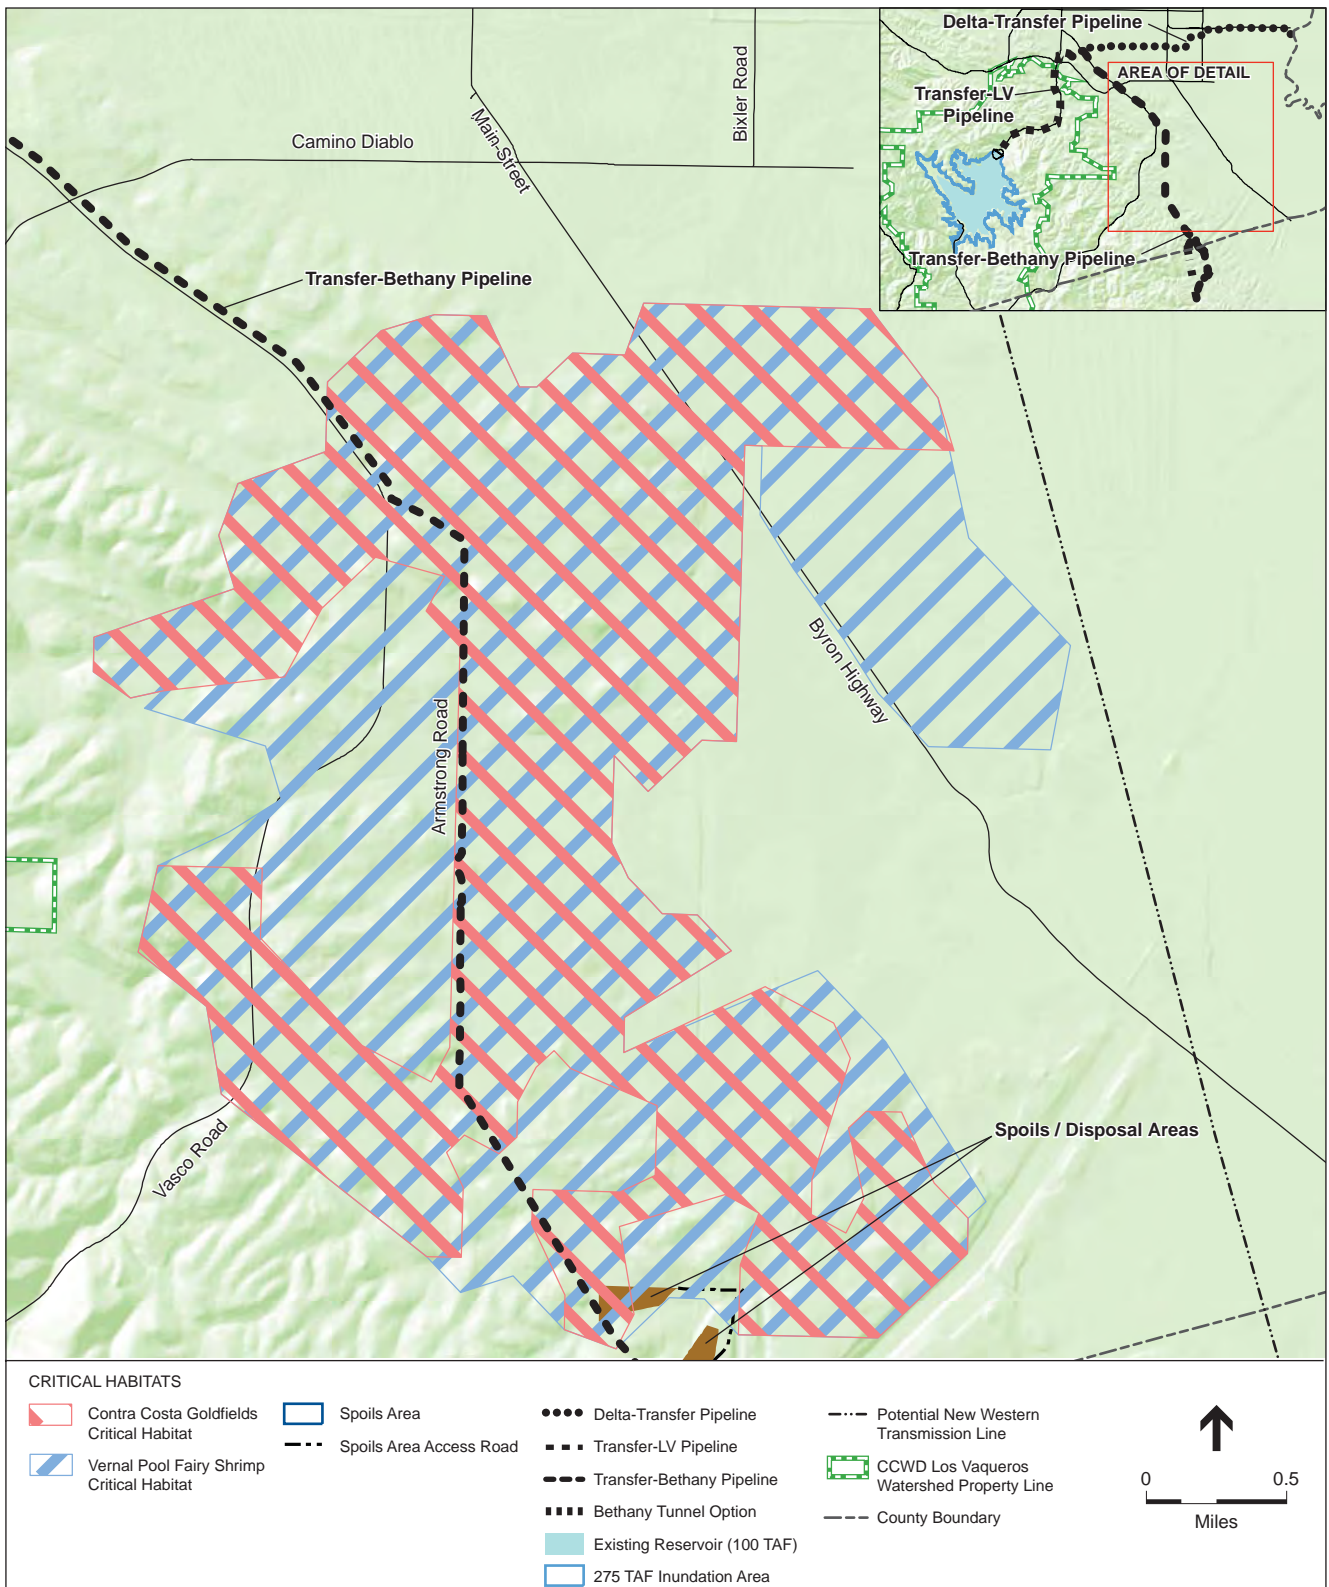 Delta-Transfer Pipeline
AREA OF DETAIL
Transfer-LV
Pipeline
Transfer-Bethany Pipeline
Bixler Road
Camino Diablo
Main Street
Transfer-Bethany Pipeline
Byron Highway
Armstrong Road
Vasco Road
Spoils / Disposal Areas
CRITICAL HABITATS
Contra Costa Goldfields
Critical Habitat
Vernal Pool Fairy Shrimp
Critical Habitat
Spoils Area
Spoils Area Access Road
Delta-Transfer Pipeline
Transfer-LV Pipeline
Transfer-Bethany Pipeline
Bethany Tunnel Option
Existing Reservoir (100 TAF)
275 TAF Inundation Area
Potential New Western
Transmission Line
CCWD Los Vaqueros
Watershed Property Line
County Boundary
0 0.5
Miles